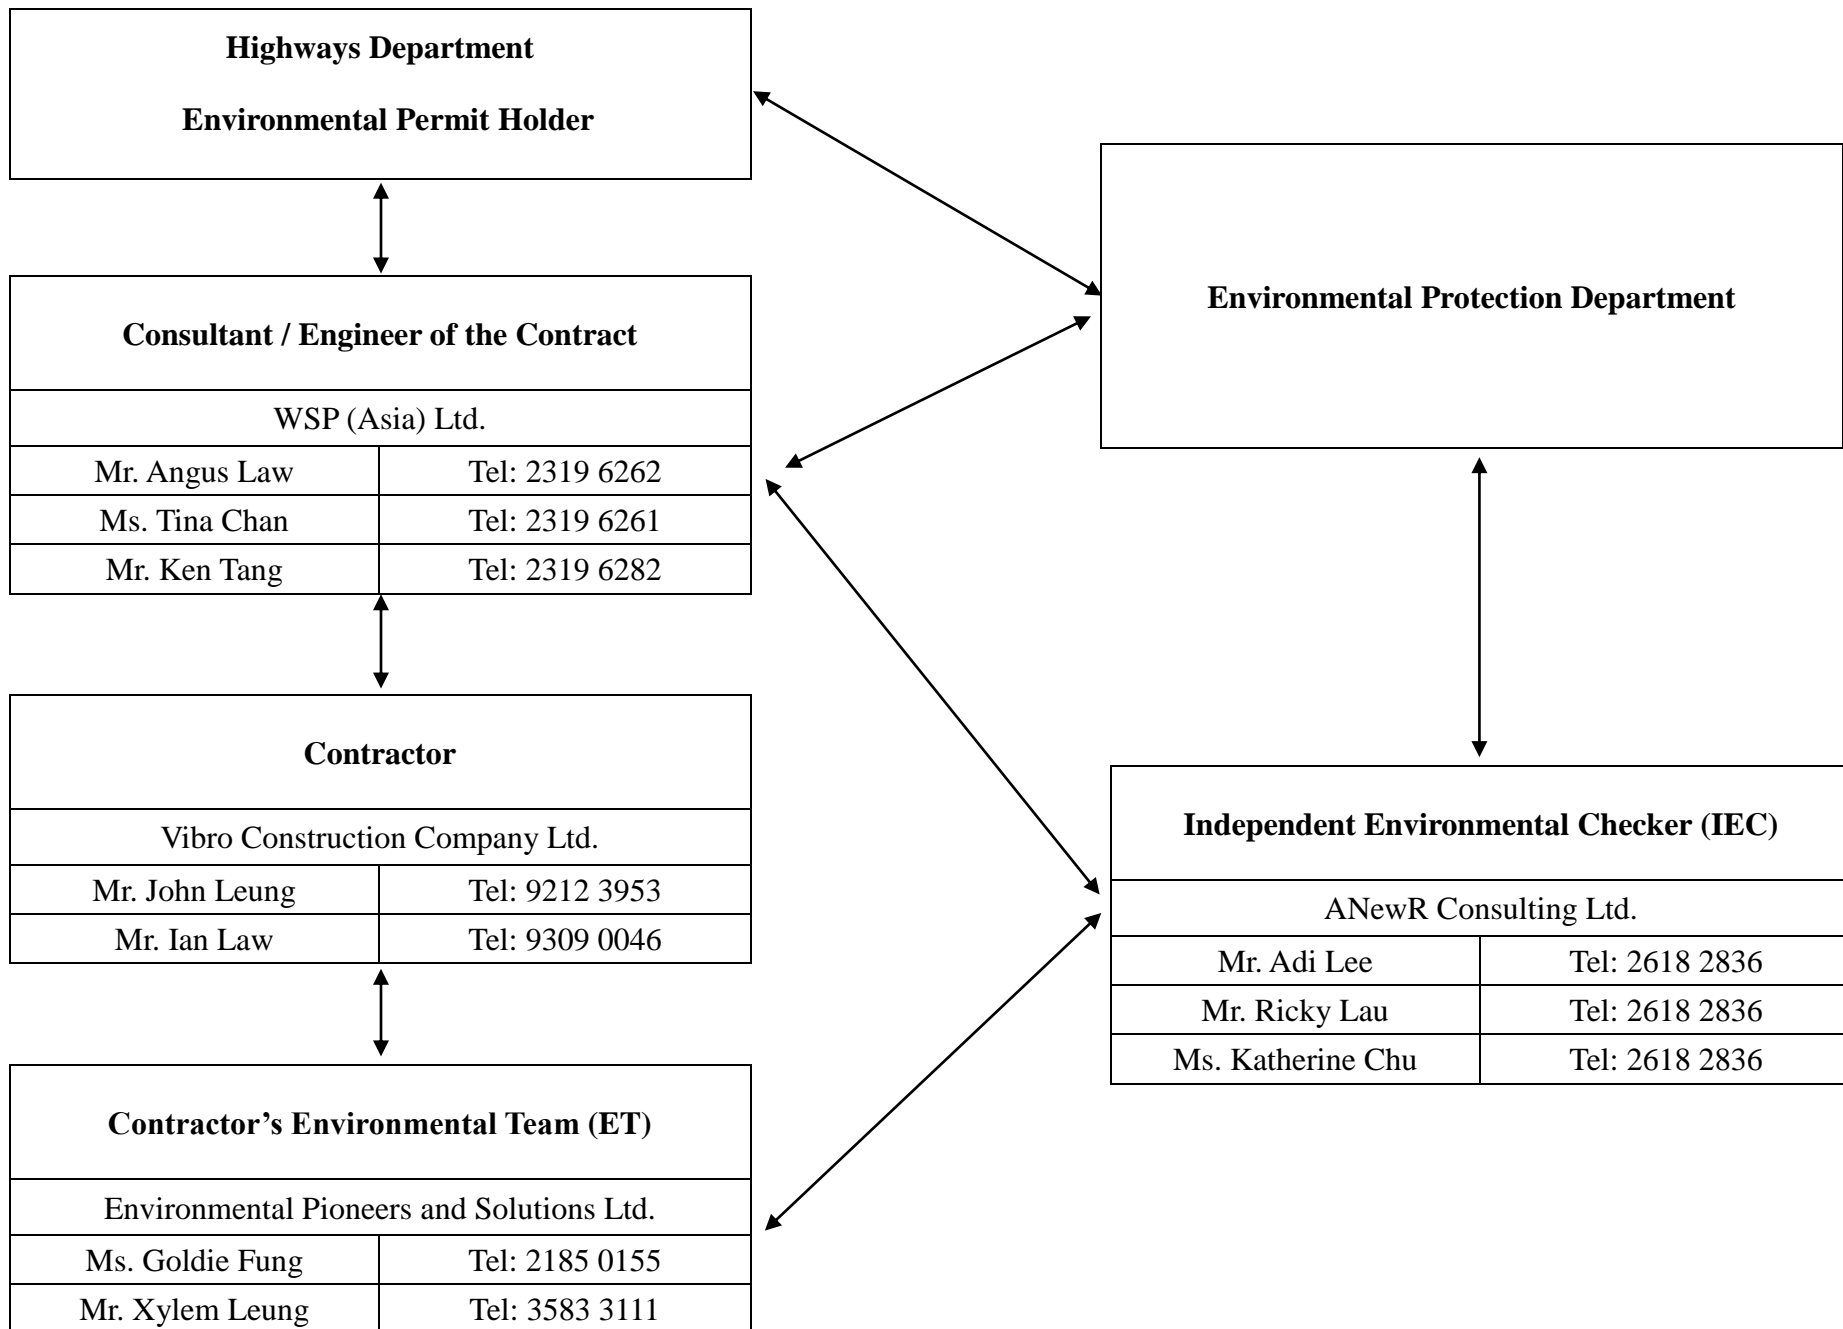 Highways Department
Environmental Permit Holder
Environmental Protection Department
Consultant / Engineer of the Contract
WSP (Asia) Ltd.
Mr. Angus Law Tel: 2319 6262
Ms. Tina Chan Tel: 2319 6261
Mr. Ken Tang Tel: 2319 6282
Contractor
Vibro Construction Company Ltd.
Mr. John Leung Tel: 9212 3953
Mr. Ian Law Tel: 9309 0046
Independent Environmental Checker (IEC)
ANewR Consulting Ltd.
Mr. Adi Lee Tel: 2618 2836
Mr. Ricky Lau Tel: 2618 2836
Ms. Katherine Chu Tel: 2618 2836
Contractor’s Environmental Team (ET)
Environmental Pioneers and Solutions Ltd.
Ms. Goldie Fung Tel: 2185 0155
Mr. Xylem Leung Tel: 3583 3111